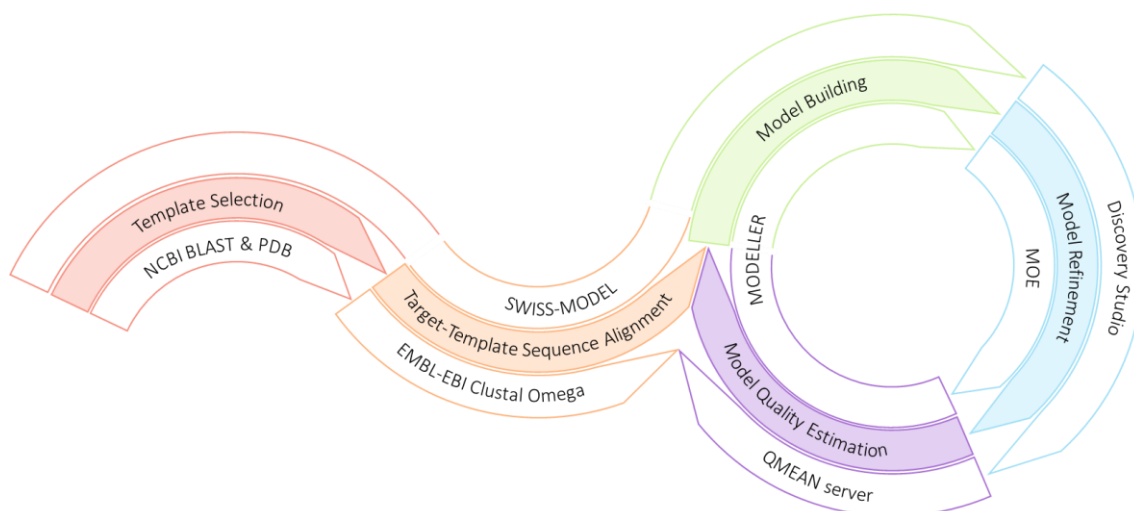 Template Selection
NCBI BLAST & PDB
SWISS-MODEL
Target-Template Sequence Alignment
EMBL-EBI Clustal Omega
Model Building
MODELLER
Discovery Studio
Model Refinement
MOE
Model Quality Estimation
QMEAN server